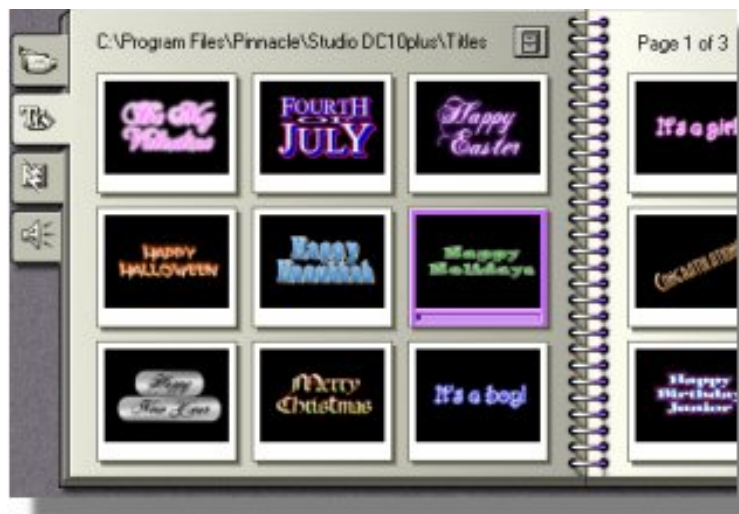 C:\Program Files\Pinnacle\Studio DC10plus\Titles
Page 1 of 3
Be My
Valentine
FOURTH
OF
JULY
Happy
Easter
It's a girl
HAPPY
HALLOWEEN
Happy
Hanukkah
Happy
Holidays
Happy
New Year
Merry
Christmas
It's a boy!
Happy
Birthday
Junior